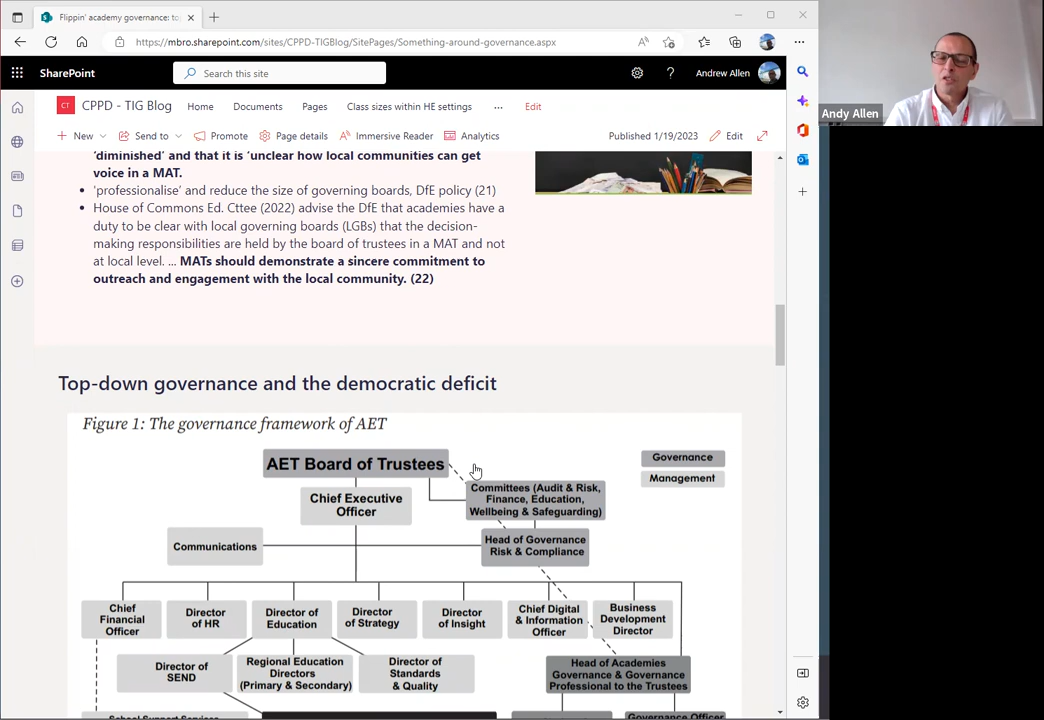 Flippin' academy governance: to
https://mbro.sharepoint.com/sites/CPPD-TIGBlog/SitePages/Something-around-governance.aspx
SharePoint
Search this site
Andrew Allen
Andy Allen
CT
CPPD - TIG Blog
Home
Documents
Pages
Class sizes within HE settings
Edit
New
Send to
Promote
Page details
Immersive Reader
Analytics
Published 1/19/2023
Edit
'diminished' and that it is 'unclear how local communities can get
voice in a MAT.
• 'professionalise' and reduce the size of governing boards, DfE policy (21)
• House of Commons Ed. Cttee (2022) advise the DfE that academies have a
duty to be clear with local governing boards (LGBs) that the decision-
making responsibilities are held by the board of trustees in a MAT and not
at local level. ... MATs should demonstrate a sincere commitment to
outreach and engagement with the local community. (22)
Top-down governance and the democratic deficit
Figure 1: The governance framework of AET
AET Board of Trustees
Governance
Management
Chief Executive
Officer
Committees (Audit & Risk,
Finance, Education,
Wellbeing & Safeguarding)
Communications
Head of Governance
Risk & Compliance
Chief
Financial
Officer
Director
of HR
Director of
Education
Director
of Strategy
Director
of Insight
Chief Digital
& Information
Officer
Business
Development
Director
Director of
SEND
Regional Education
Directors
(Primary & Secondary)
Director of
Standards
& Quality
Head of Academies
Governance & Governance
Professional to the Trustees
School Support Services
Governance Officer